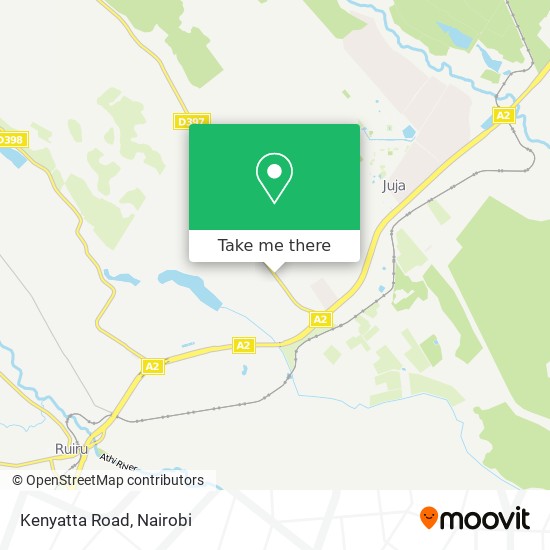 D397
D398
A2
Juja
Take me there
A2
A2
A2
Ruiru
Athi River
© OpenStreetMap contributors
Kenyatta Road, Nairobi
moovit